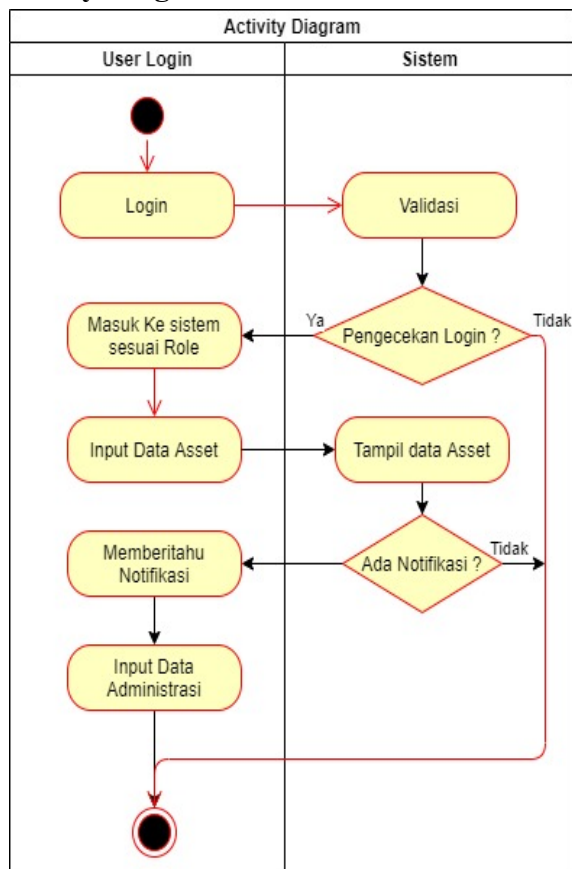 Activity Diagram
User Login
Sistem
Login
Validasi
Masuk Ke sistem
sesuai Role
Ya
Pengecekan Login ?
Tidak
Input Data Asset
Tampil data Asset
Memberitahu
Notifikasi
Ada Notifikasi ?
Tidak
Input Data
Administrasi